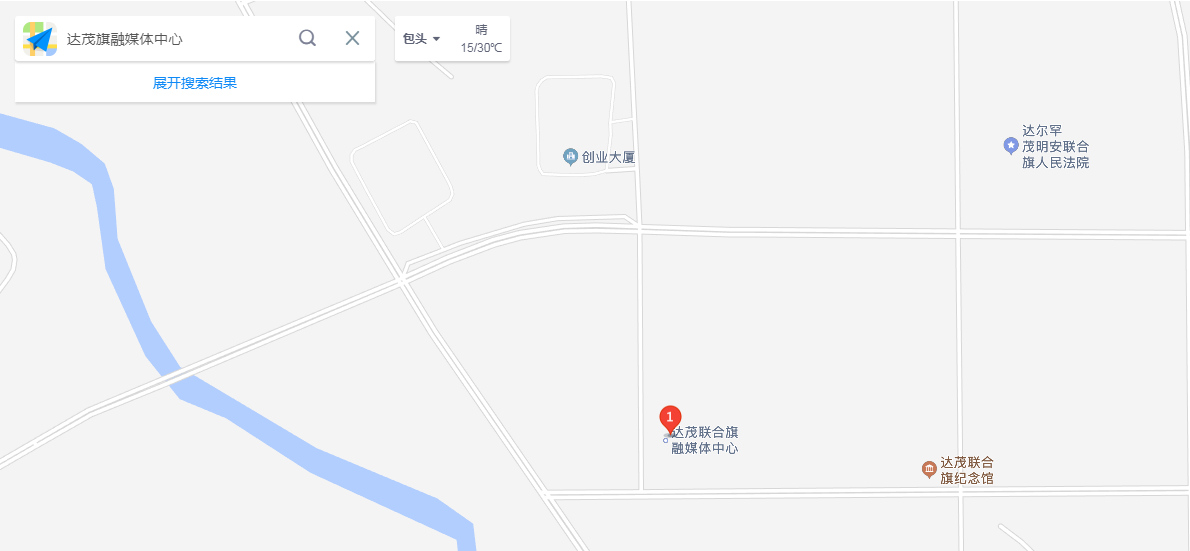 达茂旗融媒体中心
包头
晴
15/30℃
展开搜索结果
达尔罕
茂明安联合
旗人民法院
创业大厦
1
达茂联合旗
融媒体中心
达茂联合
旗纪念馆